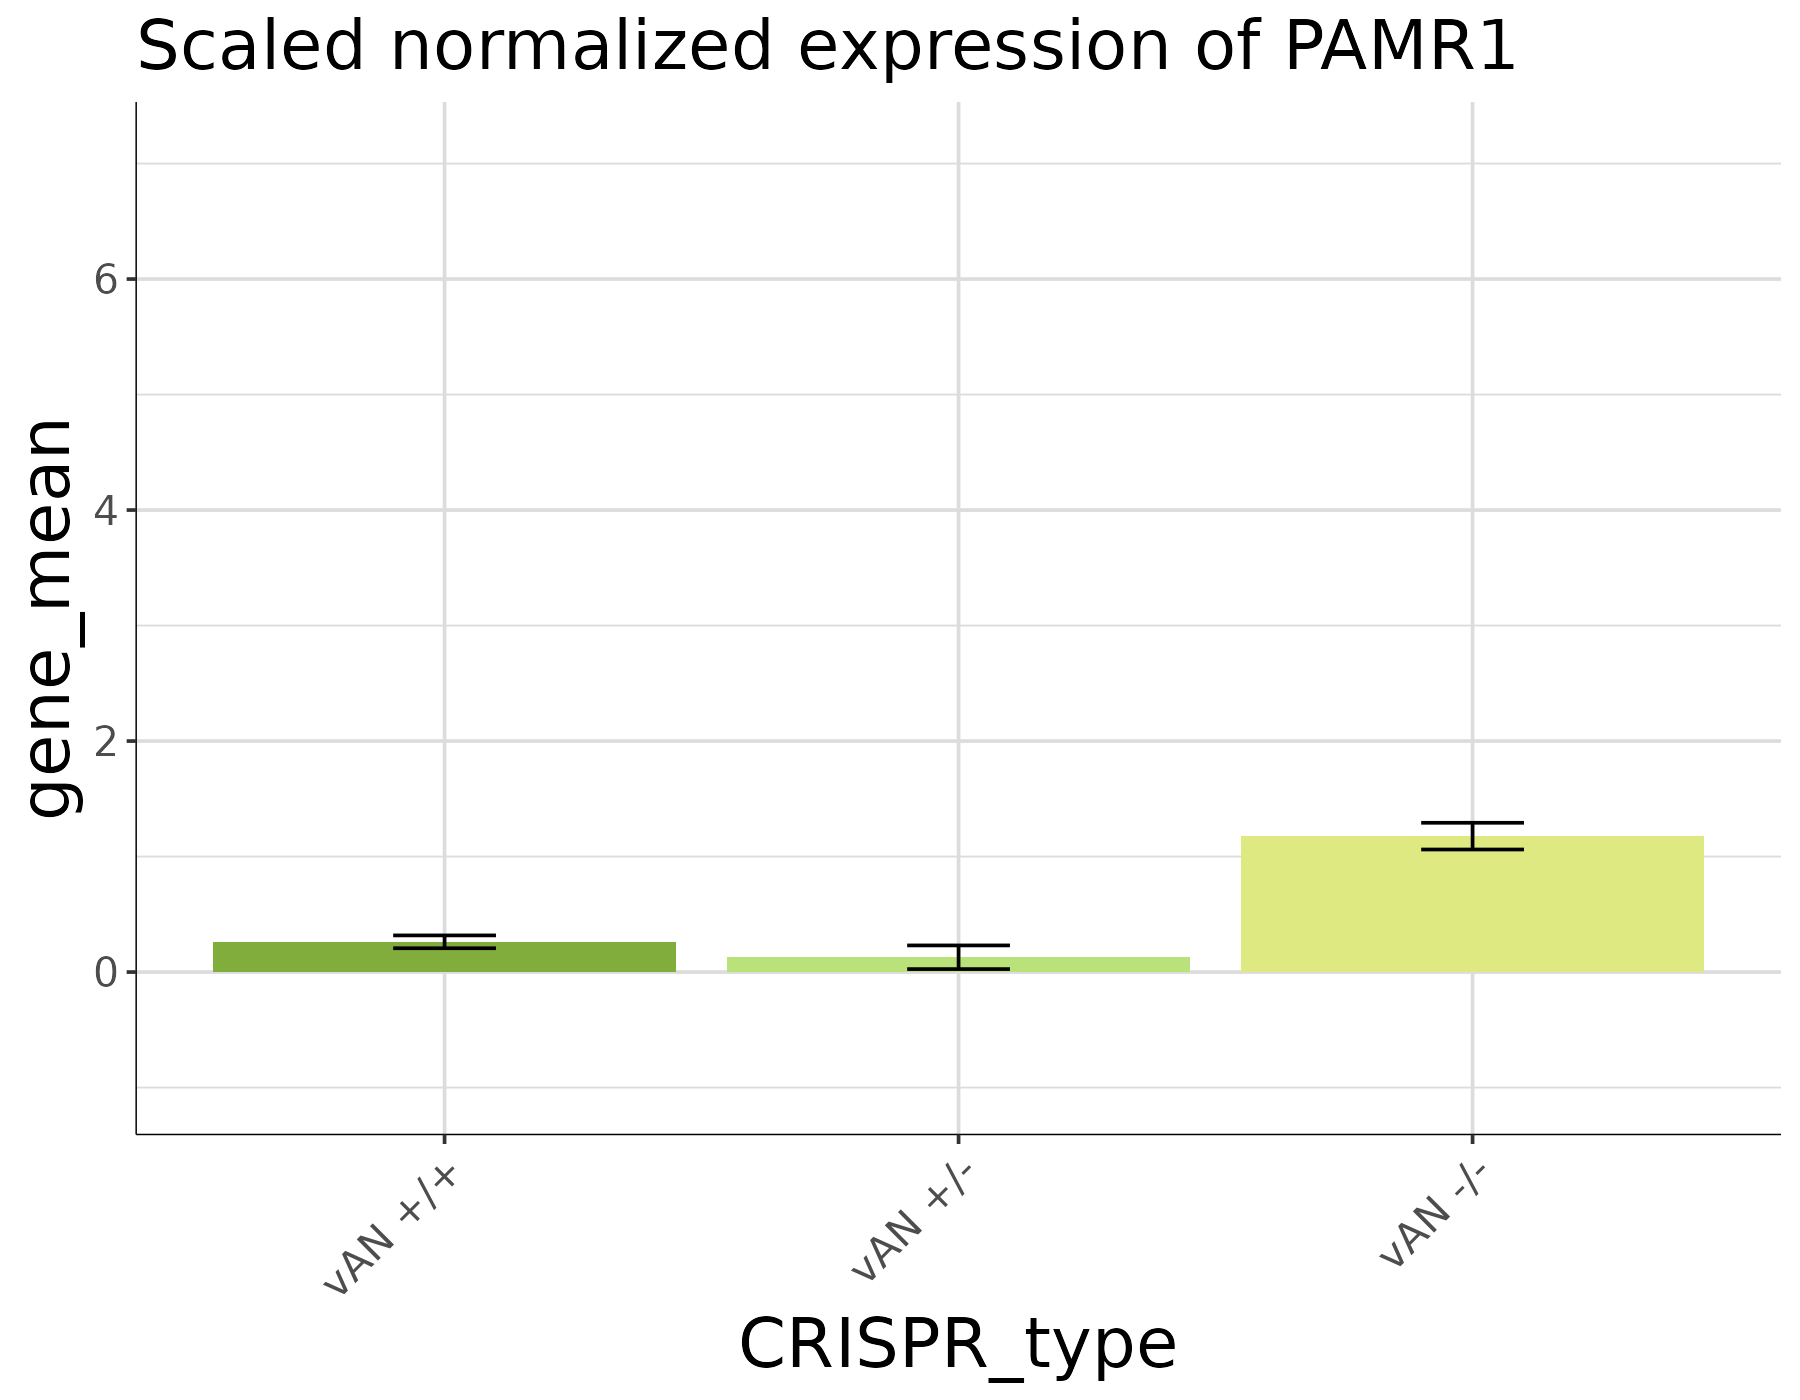 Scaled normalized expression of PAMR1
gene_mean
6
4
2
0
vAN +/+
vAN +/-
vAN -/-
CRISPR_type